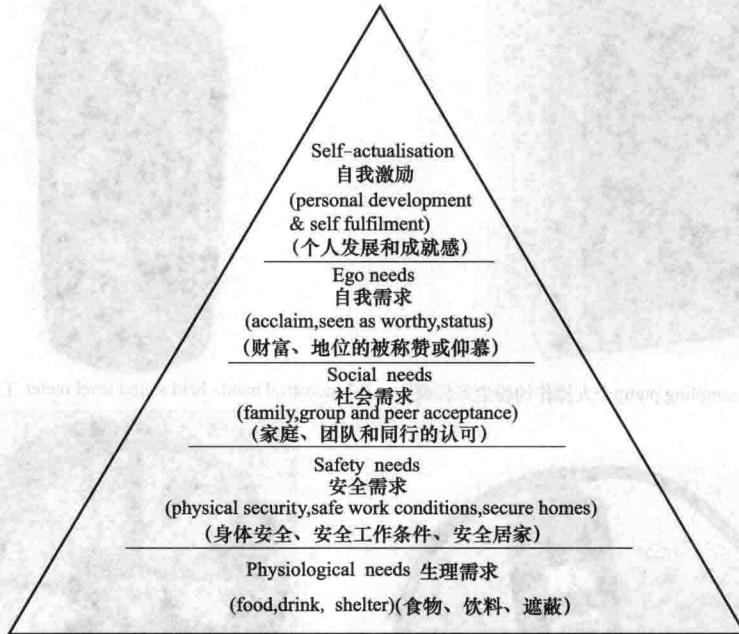 Self-actualisation
自我激励
(personal development
& self fulfilment)
(个人发展和成就感)
Ego needs
自我需求
(acclaim,seen as worthy,status)
(财富、地位的被称赞或仰慕)
Social needs
社会需求
(family,group and peer acceptance)
(家庭、团队和同行的认可)
Safety needs
安全需求
(physical security,safe work conditions,secure homes)
(身体安全、安全工作条件、安全居家)
Physiological needs 生理需求
(food,drink, shelter)(食物、饮料、遮蔽)